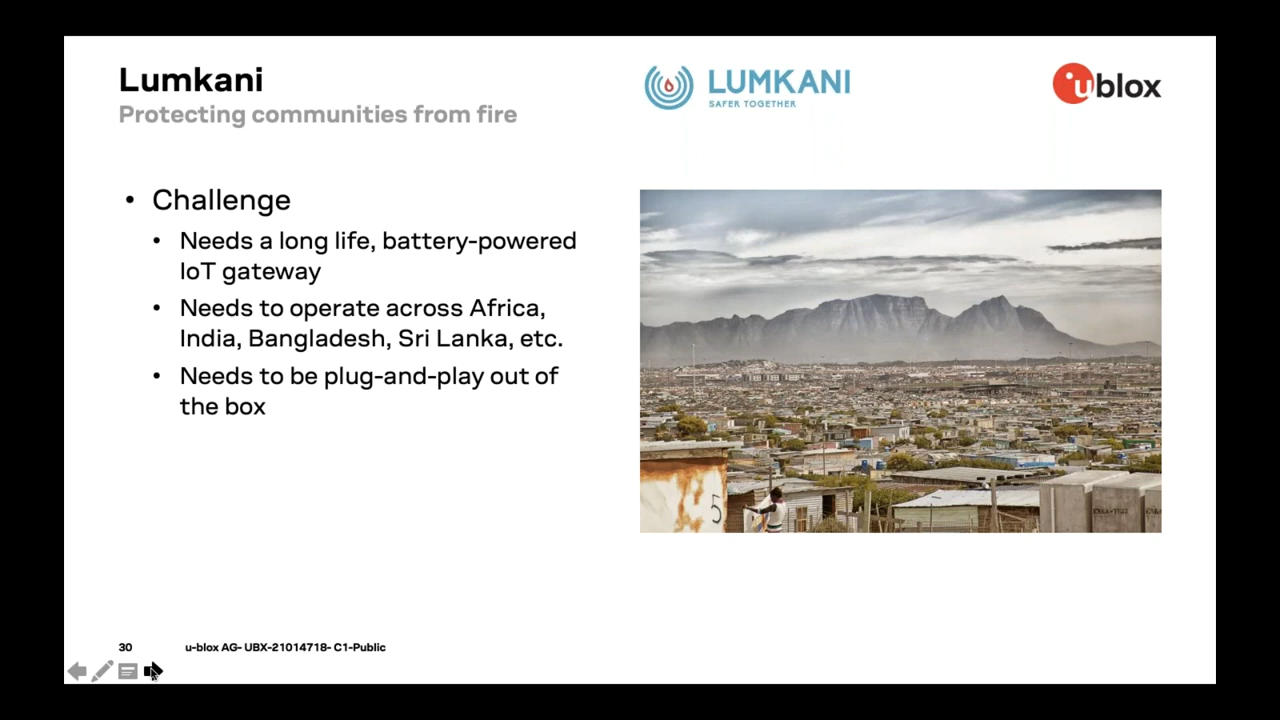 Lumkani
Protecting communities from fire
LUMKANI
SAFER TOGETHER
ublox
• Challenge
• Needs a long life, battery-powered
IoT gateway
• Needs to operate across Africa,
India, Bangladesh, Sri Lanka, etc.
• Needs to be plug-and-play out of
the box
5
30
u-blox AG- UBX-21014718- C1-Public